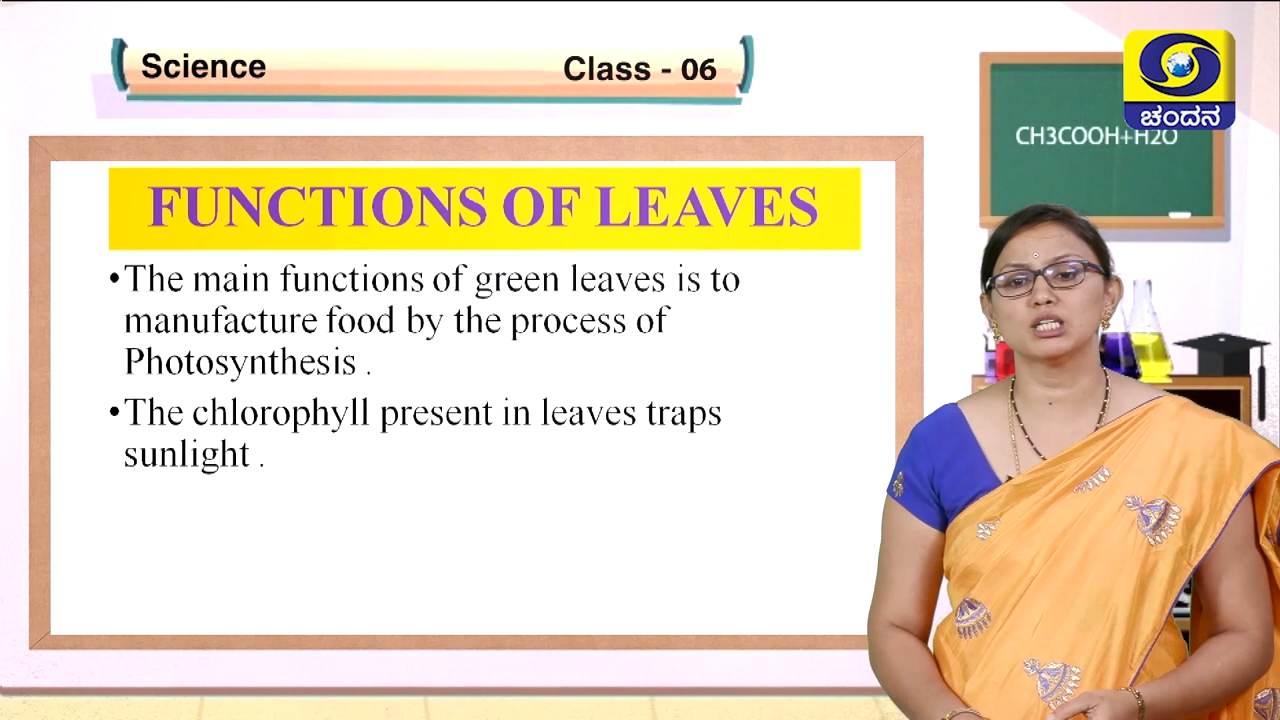 Science
Class - 06
ಚಂದನ
CH3COOH+H2O
FUNCTIONS OF LEAVES
•The main functions of green leaves is to
manufacture food by the process of
Photosynthesis .
•The chlorophyll present in leaves traps
sunlight .